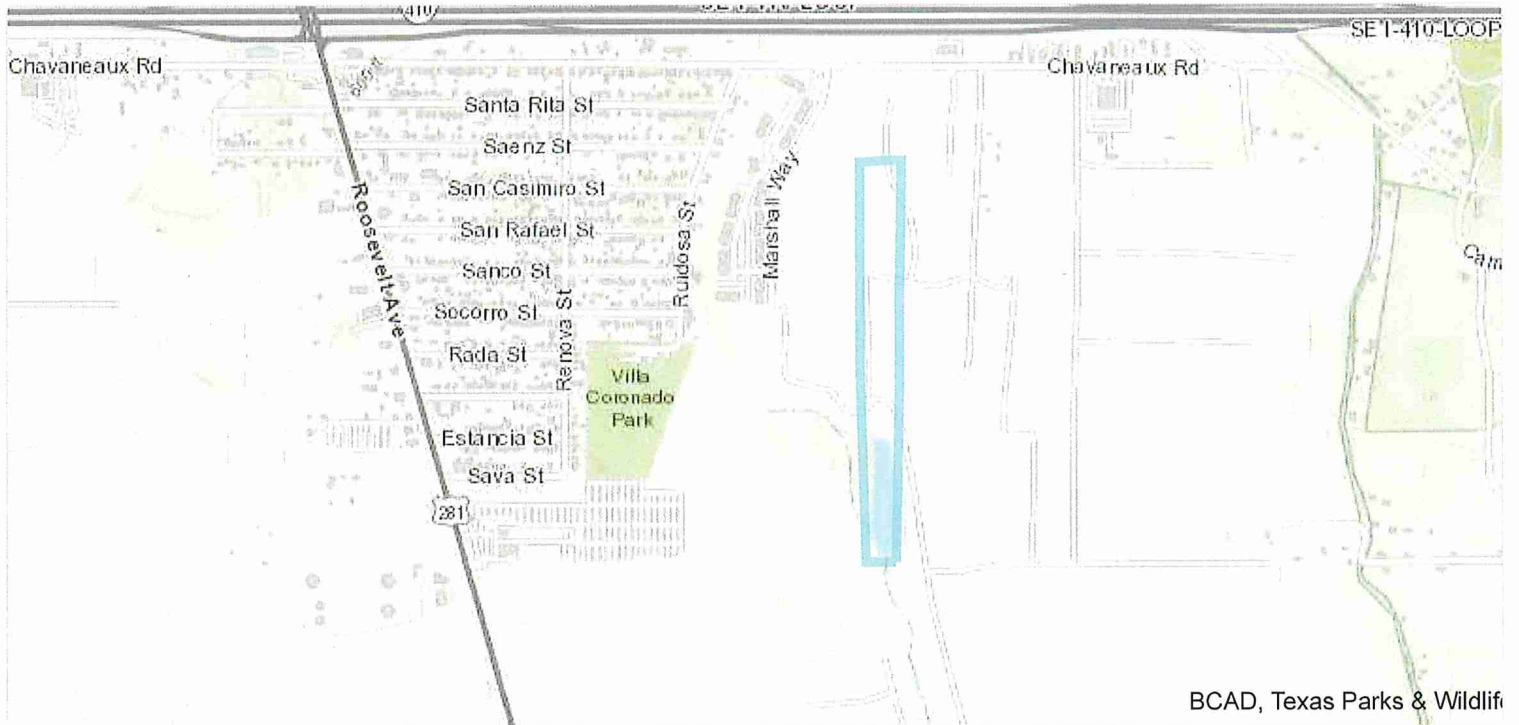 410
SE I-410-LOOP
Chavaneaux Rd
Chavaneaux Rd
Santa Rita St
Saenz St
San Casimiro St
San Rafael St
Sanco St
Socorro St
Rada St
Estancia St
Sava St
Roosevelt Ave
Renova St
Ruidosa St
Marshall Way
Villa
Coronado
Park
281
Cam
BCAD, Texas Parks & Wildlife